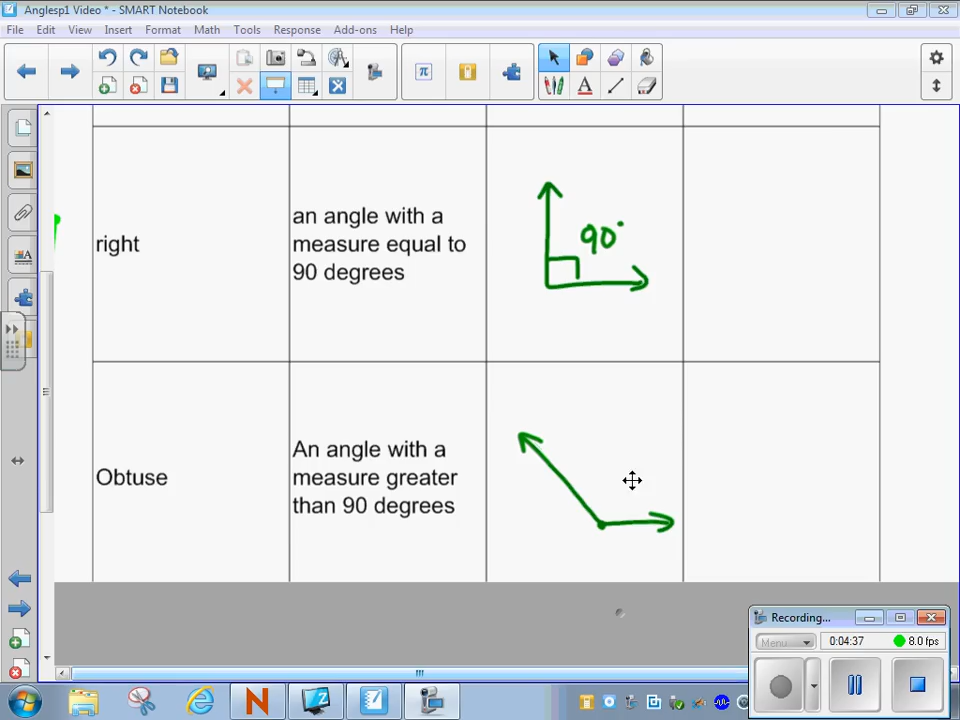 Anglesp1 Video * - SMART Notebook
File Edit View Insert Format Math Tools Response Add-ons Help
π
A
A
right
an angle with a
measure equal to
90 degrees
90°
Obtuse
An angle with a
measure greater
than 90 degrees
Recording...
Menu
0:04:37
8.0 fps
N